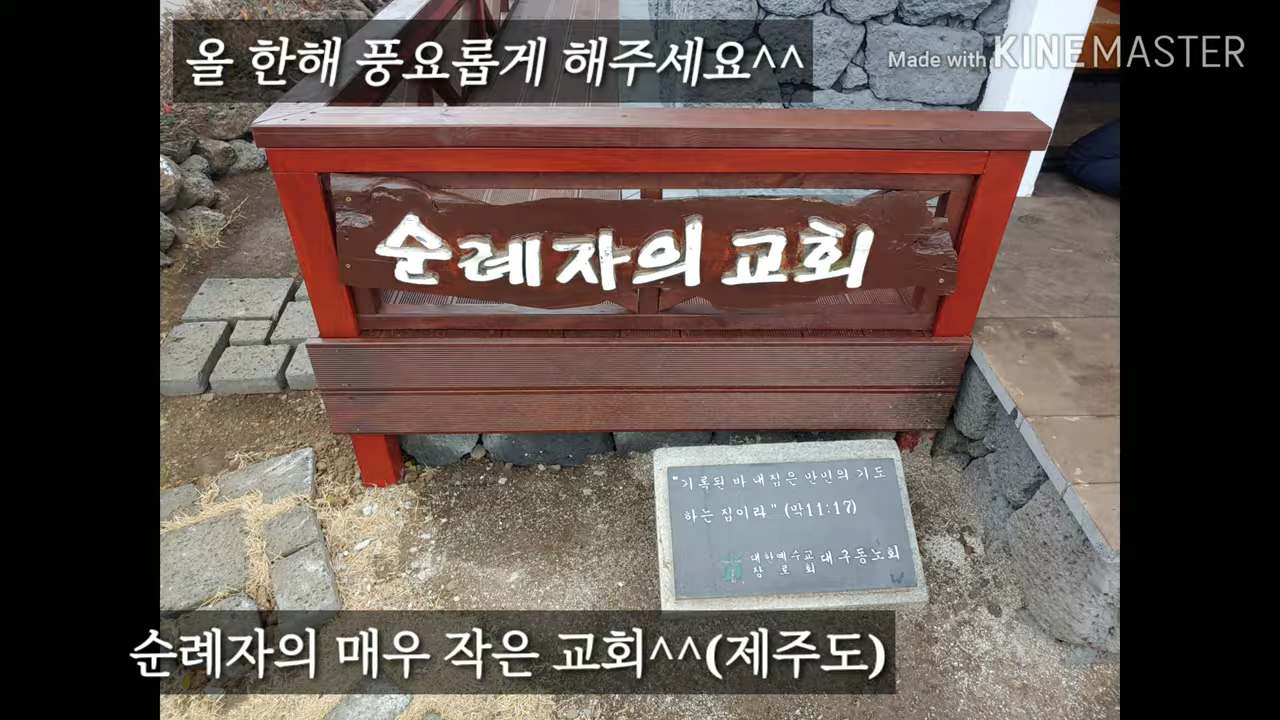 올 한해 풍요롭게 해주세요^^
Made with KINEMASTER
순례자의 교회
"기록된 바 내집은 만민의 기도
하는 집이라" (막11:17)
대한예수교
장로회 대구동노회
순례자의 매우 작은 교회^^(제주도)